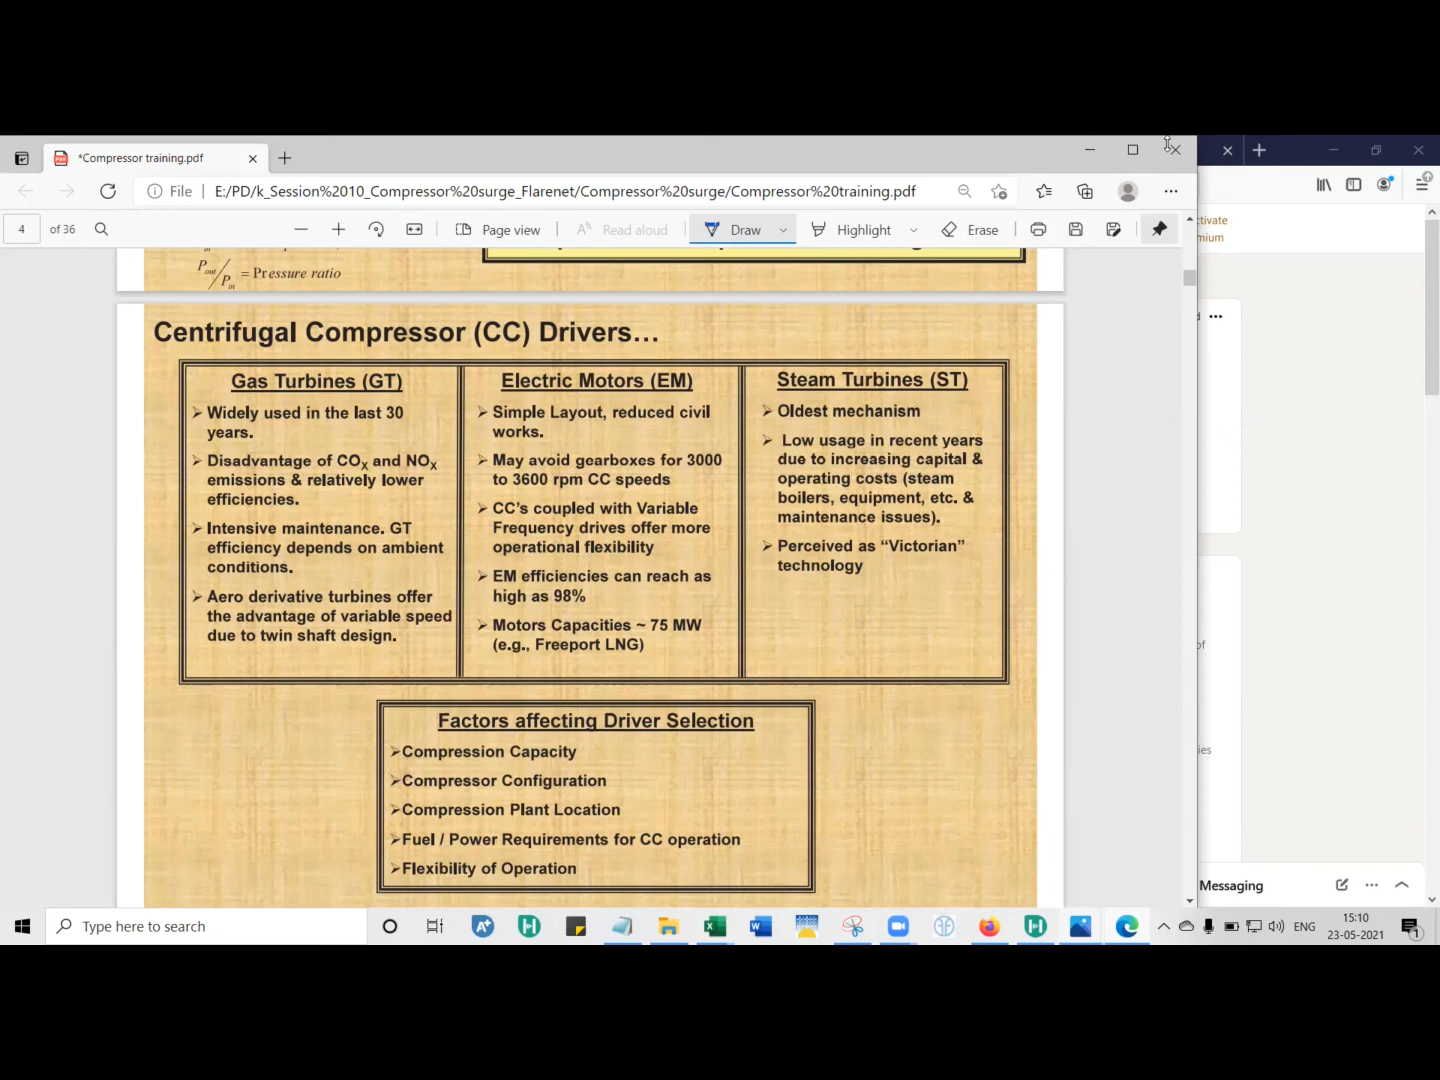 *Compressor training.pdf
File
E:/PD/k_Session%2010_Compressor%20surge_Flarenet/Compressor%20surge/Compressor%20training.pdf
4 of 36
Page view
Read aloud
Draw
Highlight
Erase
P out / P in = Pressure ratio
Centrifugal Compressor (CC) Drivers…
Gas Turbines (GT)
➢ Widely used in the last 30
years.
➢ Disadvantage of COX and NOX
emissions & relatively lower
efficiencies.
➢ Intensive maintenance. GT
efficiency depends on ambient
conditions.
➢ Aero derivative turbines offer
the advantage of variable speed
due to twin shaft design.
Electric Motors (EM)
➢ Simple Layout, reduced civil
works.
➢ May avoid gearboxes for 3000
to 3600 rpm CC speeds
➢ CC’s coupled with Variable
Frequency drives offer more
operational flexibility
➢ EM efficiencies can reach as
high as 98%
➢ Motors Capacities ~ 75 MW
(e.g., Freeport LNG)
Steam Turbines (ST)
➢ Oldest mechanism
➢ Low usage in recent years
due to increasing capital &
operating costs (steam
boilers, equipment, etc. &
maintenance issues).
➢ Perceived as “Victorian”
technology
Factors affecting Driver Selection
➢Compression Capacity
➢Compressor Configuration
➢Compression Plant Location
➢Fuel / Power Requirements for CC operation
➢Flexibility of Operation
Messaging
Type here to search
ENG
15:10
23-05-2021